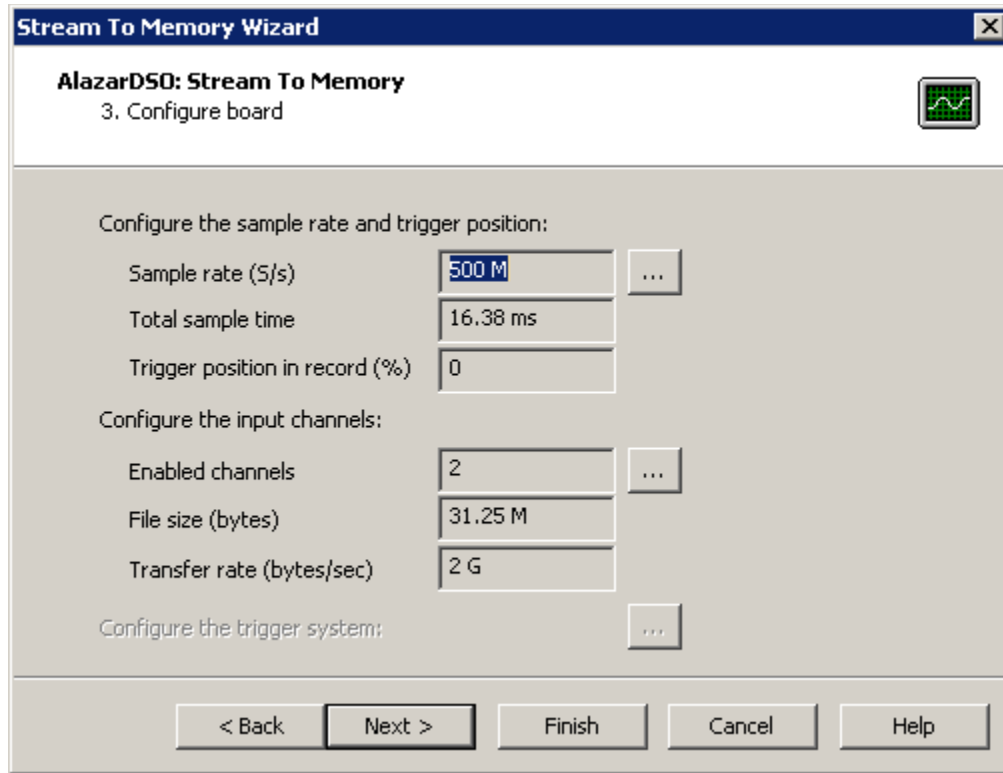 Stream To Memory Wizard
AlazarDSO: Stream To Memory
3. Configure board
Configure the sample rate and trigger position:
Sample rate (S/s) 500 M ...
Total sample time 16.38 ms
Trigger position in record (%) 0
Configure the input channels:
Enabled channels 2 ...
File size (bytes) 31.25 M
Transfer rate (bytes/sec) 2 G
Configure the trigger system: ...
< Back Next > Finish Cancel Help